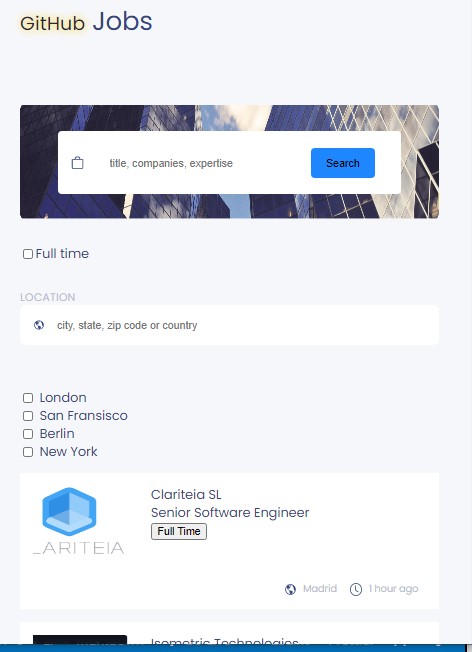 GitHub Jobs
title, companies, expertise
Search
Full time
LOCATION
city, state, zip code or country
London
San Fransisco
Berlin
New York
Clariteia SL
Senior Software Engineer
Full Time
_ARITEIA
Madrid
1 hour ago
Isometric Technologies